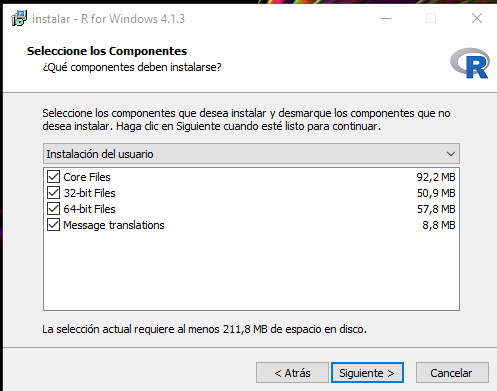 Instalar - R for Windows 4.1.3
Seleccione los Componentes
¿Qué componentes deben instalarse?
R
Seleccione los componentes que desea instalar y desmarque los componentes que no
desea instalar. Haga clic en Siguiente cuando esté listo para continuar.
Instalación del usuario
Core Files 92,2 MB
32-bit Files 50,9 MB
64-bit Files 57,8 MB
Message translations 8,8 MB
La selección actual requiere al menos 211,8 MB de espacio en disco.
< Atrás Siguiente > Cancelar